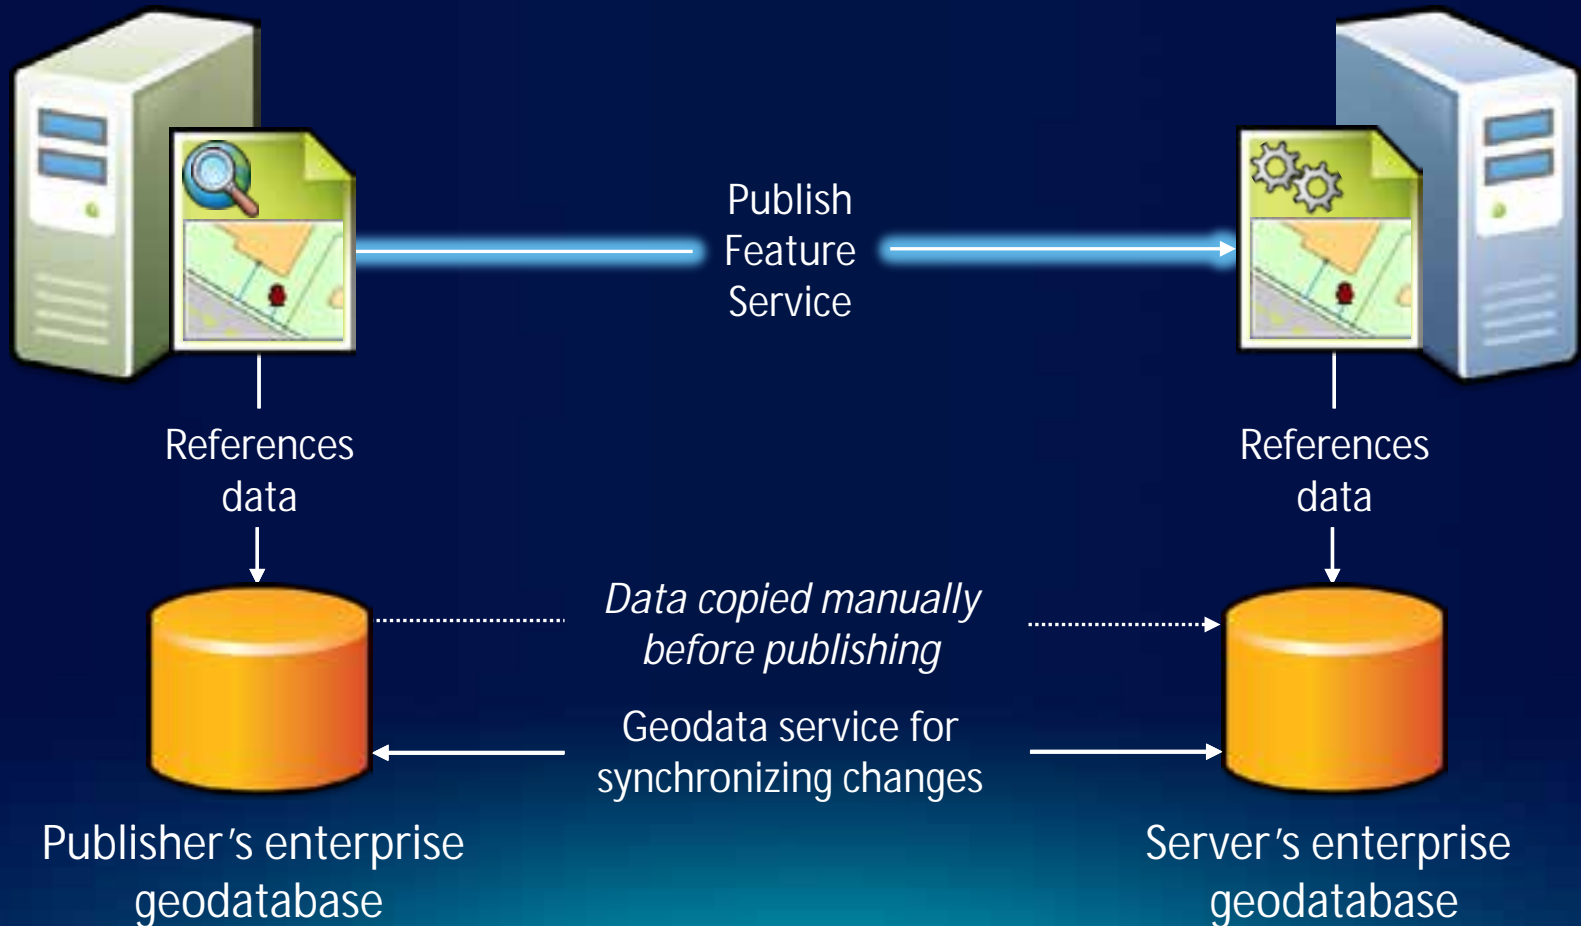 Publish
Feature
Service
References
data
References
data
Data copied manually
before publishing
Geodata service for
synchronizing changes
Publisher's enterprise
geodatabase
Server's enterprise
geodatabase